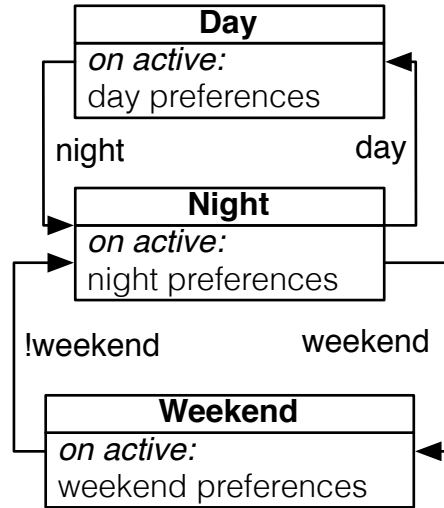 Day
on active:
day preferences
night
day
Night
on active:
night preferences
!weekend
weekend
Weekend
on active:
weekend preferences